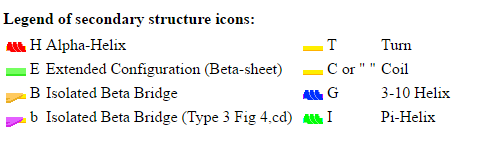 Legend of secondary structure icons:
H Alpha-Helix T Turn
E Extended Configuration (Beta-sheet) C or " " Coil
B Isolated Beta Bridge G 3-10 Helix
b Isolated Beta Bridge (Type 3 Fig 4,cd) I Pi-Helix